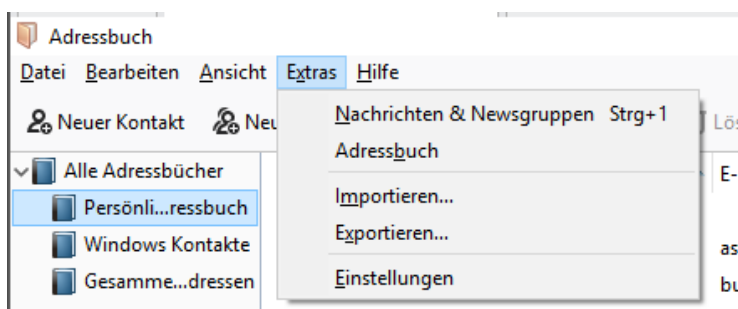 Adressbuch
Datei Bearbeiten Ansicht Extras Hilfe
Neuer Kontakt
Nachrichten & Newsgruppen Strg+1
Adressbuch
Importieren...
Exportieren...
Einstellungen
Alle Adressbücher
Persönli...ressbuch
Windows Kontakte
Gesamme...dressen
E-
as